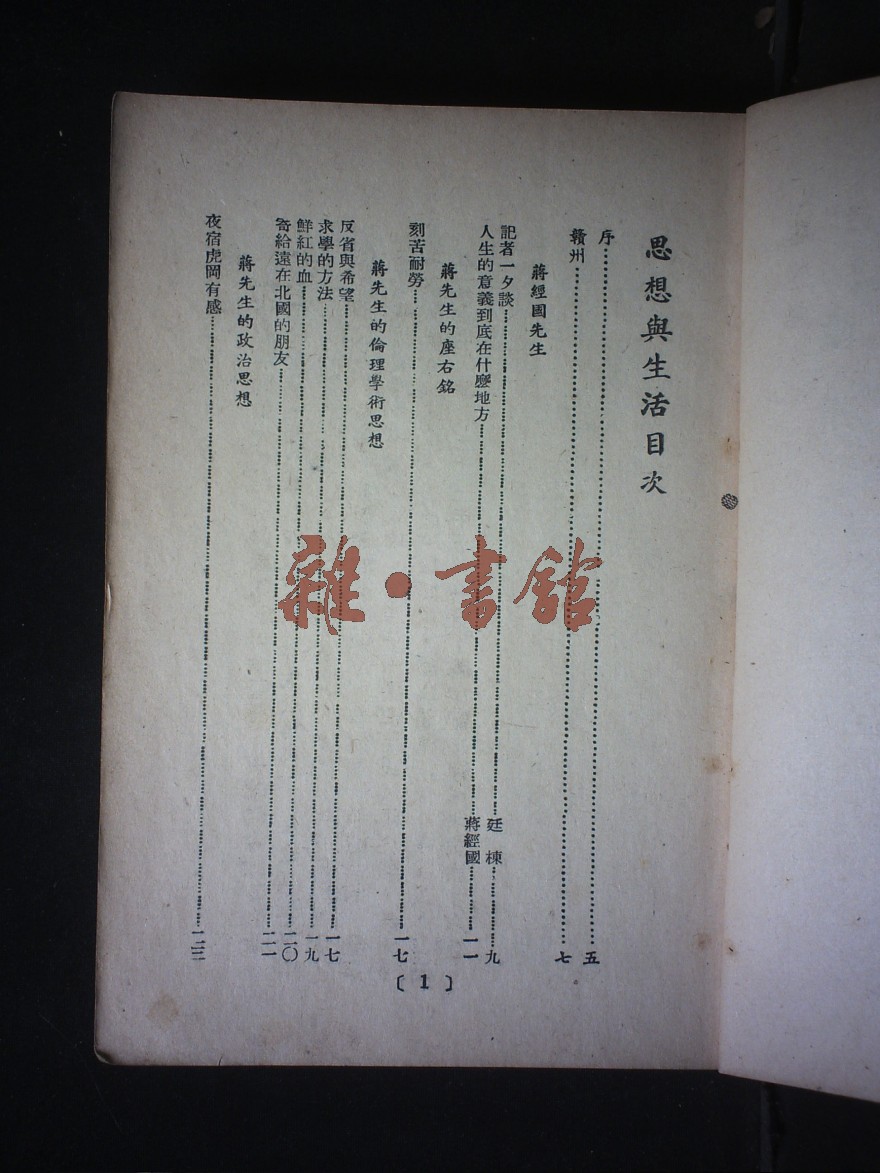 思想與生活目次
序……五
贛州……七
蔣經國先生
記者一夕談……廷棟……九
人生的意義到底在什麼地方……蔣經國……一一
蔣先生的座右銘
刻苦耐勞……一七
蔣先生的倫理學術思想
反省與希望……一七
求學的方法……一九
鮮紅的血……二〇
寄給遠在北國的朋友……二一
蔣先生的政治思想
夜宿虎岡有感……二三
〔1〕
雜·書館